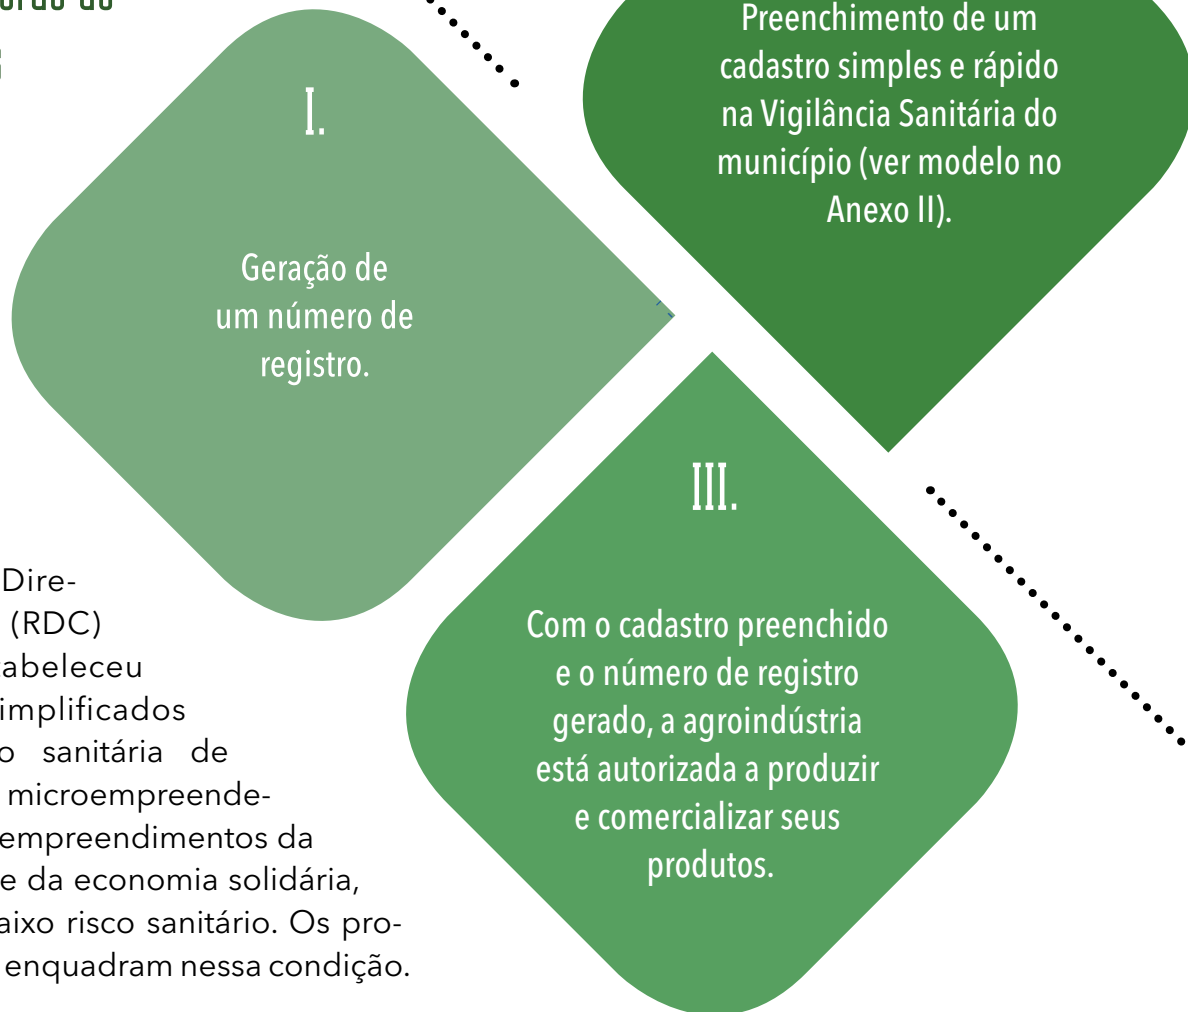 I.
Geração de
um número de
registro.
Preenchimento de um
cadastro simples e rápido
na Vigilância Sanitária do
município (ver modelo no
Anexo II).
III.
Com o cadastro preenchido
e o número de registro
gerado, a agroindústria
está autorizada a produzir
e comercializar seus
produtos.
Dire-
(RDC)
abeleceu
implificados
o sanitária de
microempreende-
empreendimentos da
e da economia solidária,
aixo risco sanitário. Os pro-
enquadram nessa condição.